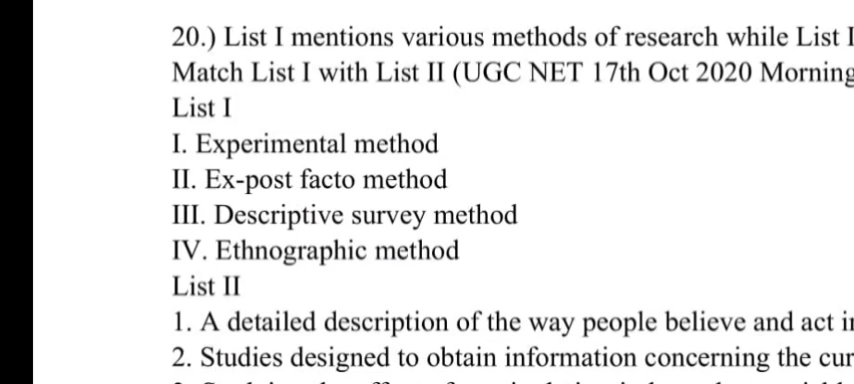 20.) List I mentions various methods of research while List I
Match List I with List II (UGC NET 17th Oct 2020 Morning
List I
I. Experimental method
II. Ex-post facto method
III. Descriptive survey method
IV. Ethnographic method
List II
1. A detailed description of the way people believe and act
2. Studies designed to obtain information concerning the